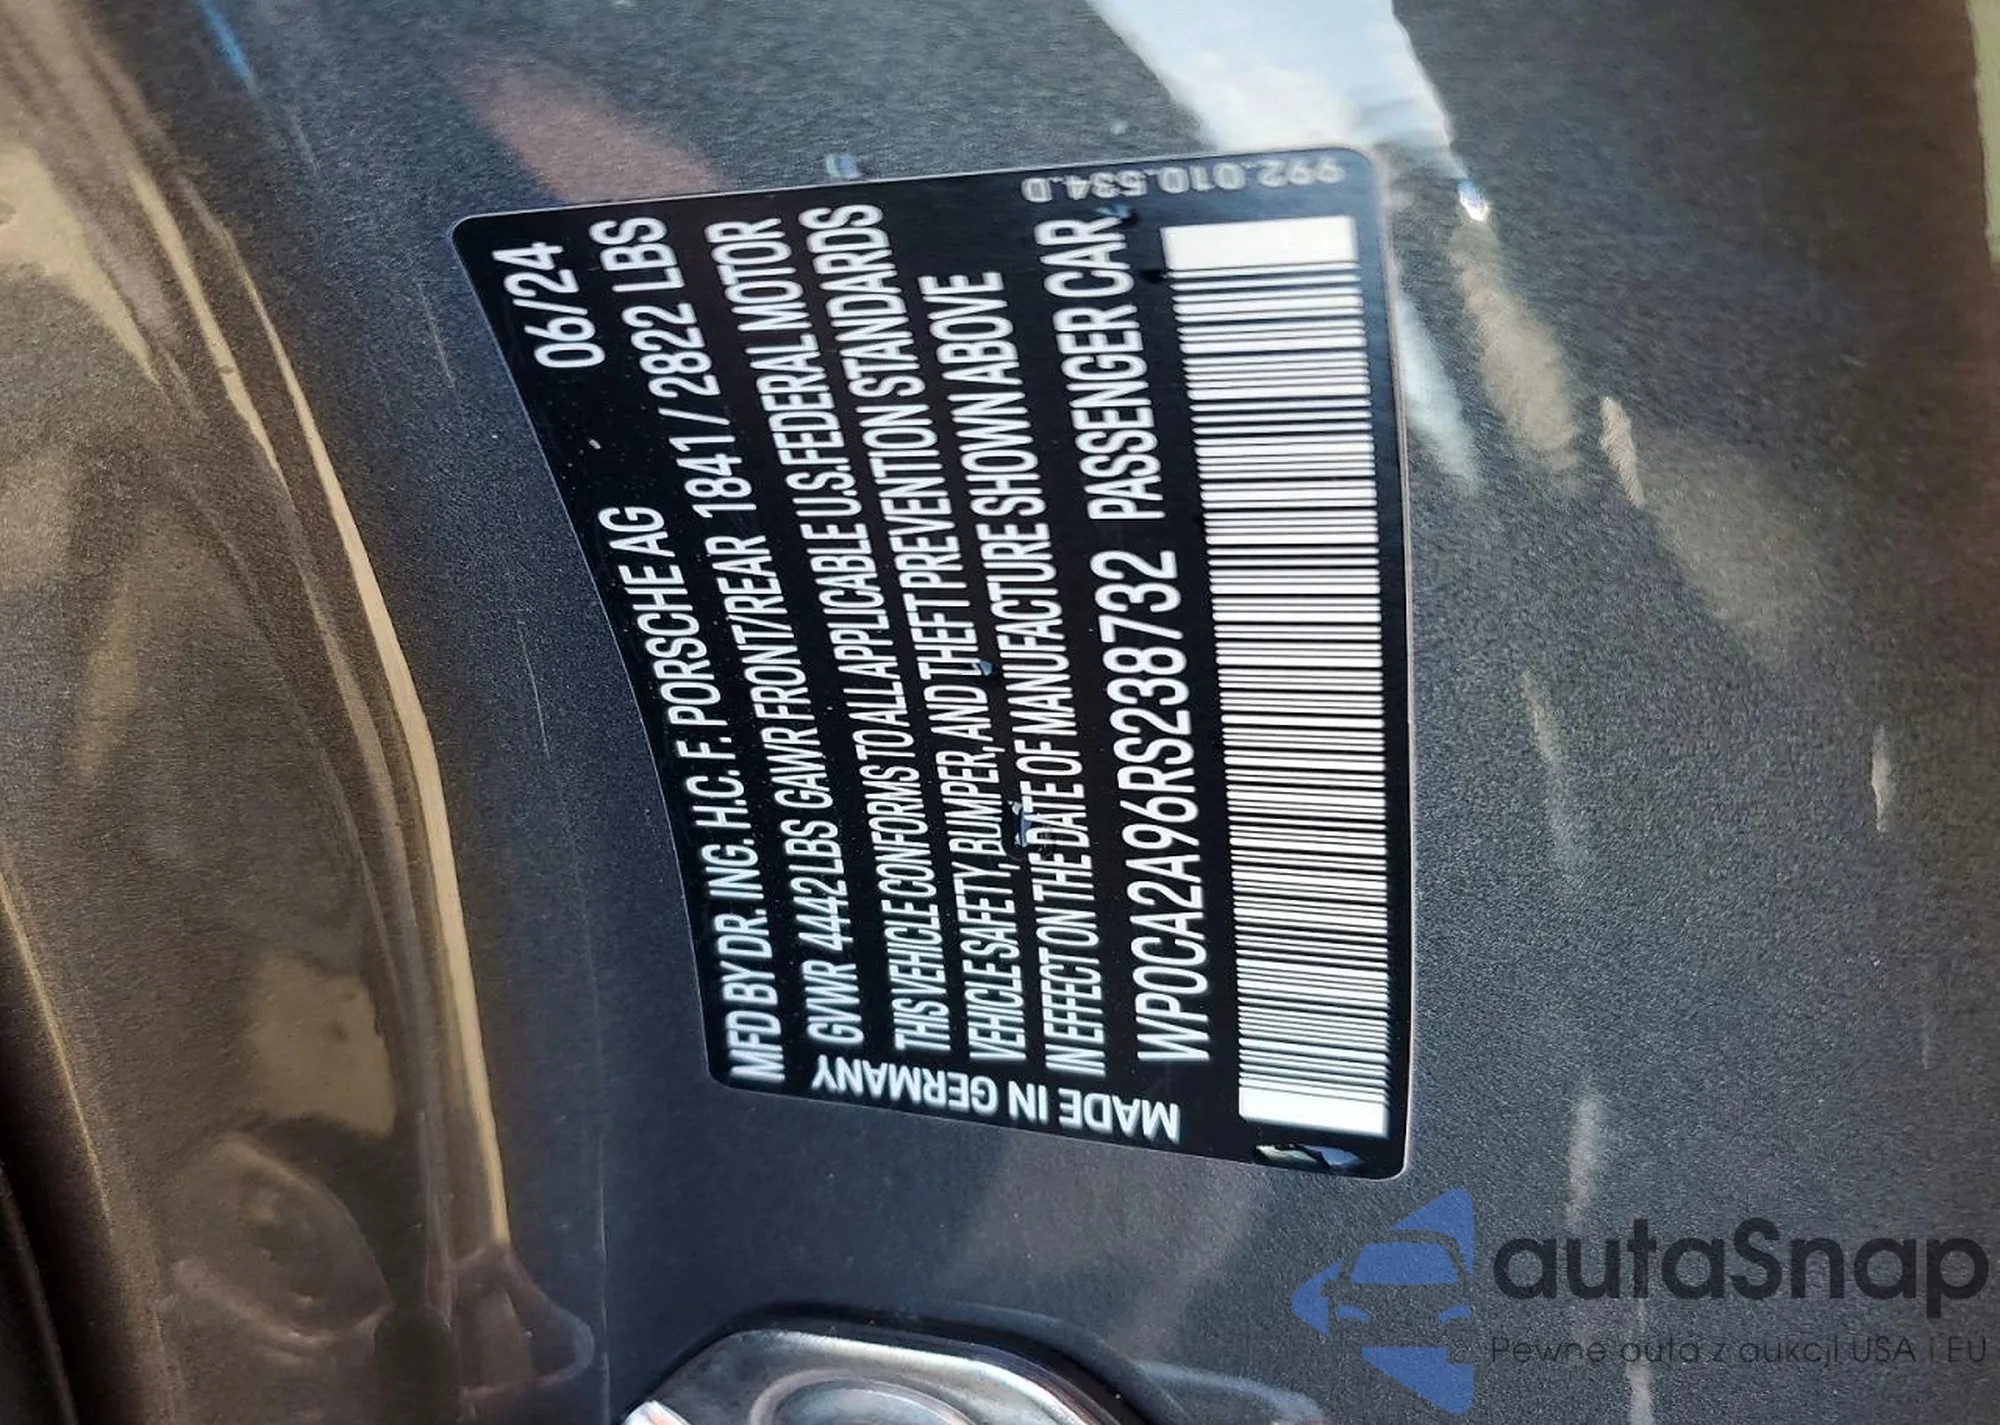 MFD BY DR. ING. H.C. F. PORSCHE AG 06/24
GVWR 4442 LBS GAWR FRONT/REAR 1841 / 2822 LBS
THIS VEHICLE CONFORMS TO ALL APPLICABLE U.S. FEDERAL MOTOR
VEHICLE SAFETY, BUMPER, AND THEFT PREVENTION STANDARDS
IN EFFECT ON THE DATE OF MANUFACTURE SHOWN ABOVE
WP0CA2A96RS238732 PASSENGER CAR
MADE IN GERMANY
992.010.534.D
autaSnap
Pewne auta z aukcji USA i EU